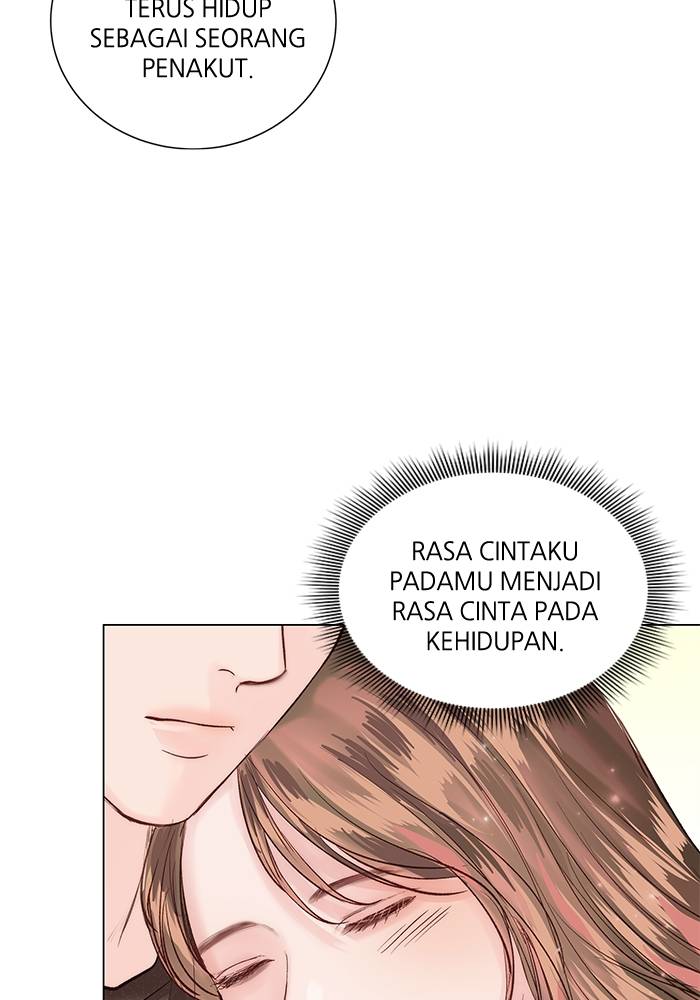 TERUS HIDUP
SEBAGAI SEORANG
PENAKUT.
RASA CINTAKU
PADAMU MENJADI
RASA CINTA PADA
KEHIDUPAN.